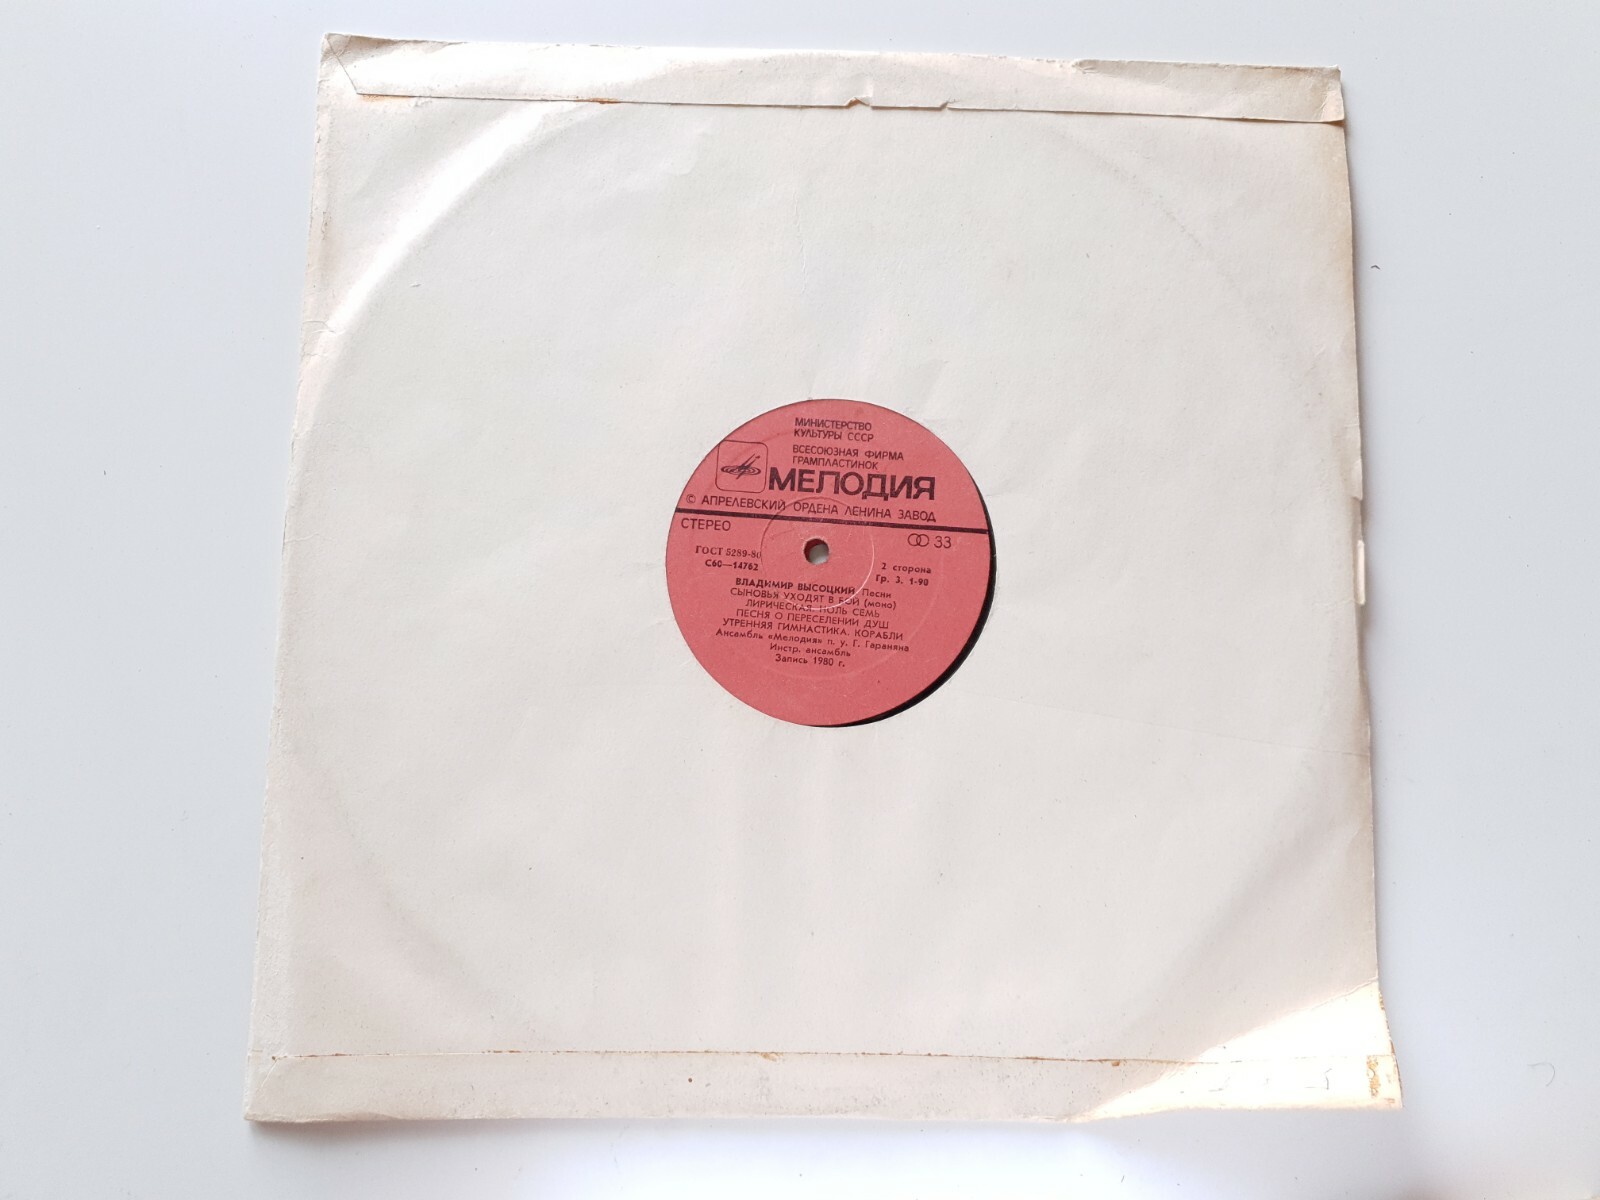 МИНИСТЕРСТВО
КУЛЬТУРЫ СССР
ВСЕСОЮЗНАЯ ФИРМА
ГРАМПЛАСТИНОК
МЕЛОДИЯ
© АПРЕЛЕВСКИЙ ОРДЕНА ЛЕНИНА ЗАВОД
СТЕРЕО
33
ГОСТ 5289-80
С60—14762
2 сторона
Гр. 3. 1-90
ВЛАДИМИР ВЫСОЦКИЙ. Песни
СЫНОВЬЯ УХОДЯТ В БОЙ (моно)
ЛИРИЧЕСКАЯ. НОЛЬ СЕМЬ
ПЕСНЯ О ПЕРЕСЕЛЕНИИ ДУШ
УТРЕННЯЯ ГИМНАСТИКА. КОРАБЛИ
Ансамбль «Мелодия» п. у. Г. Гараняна
Инстр. ансамбль
Запись 1980 г.